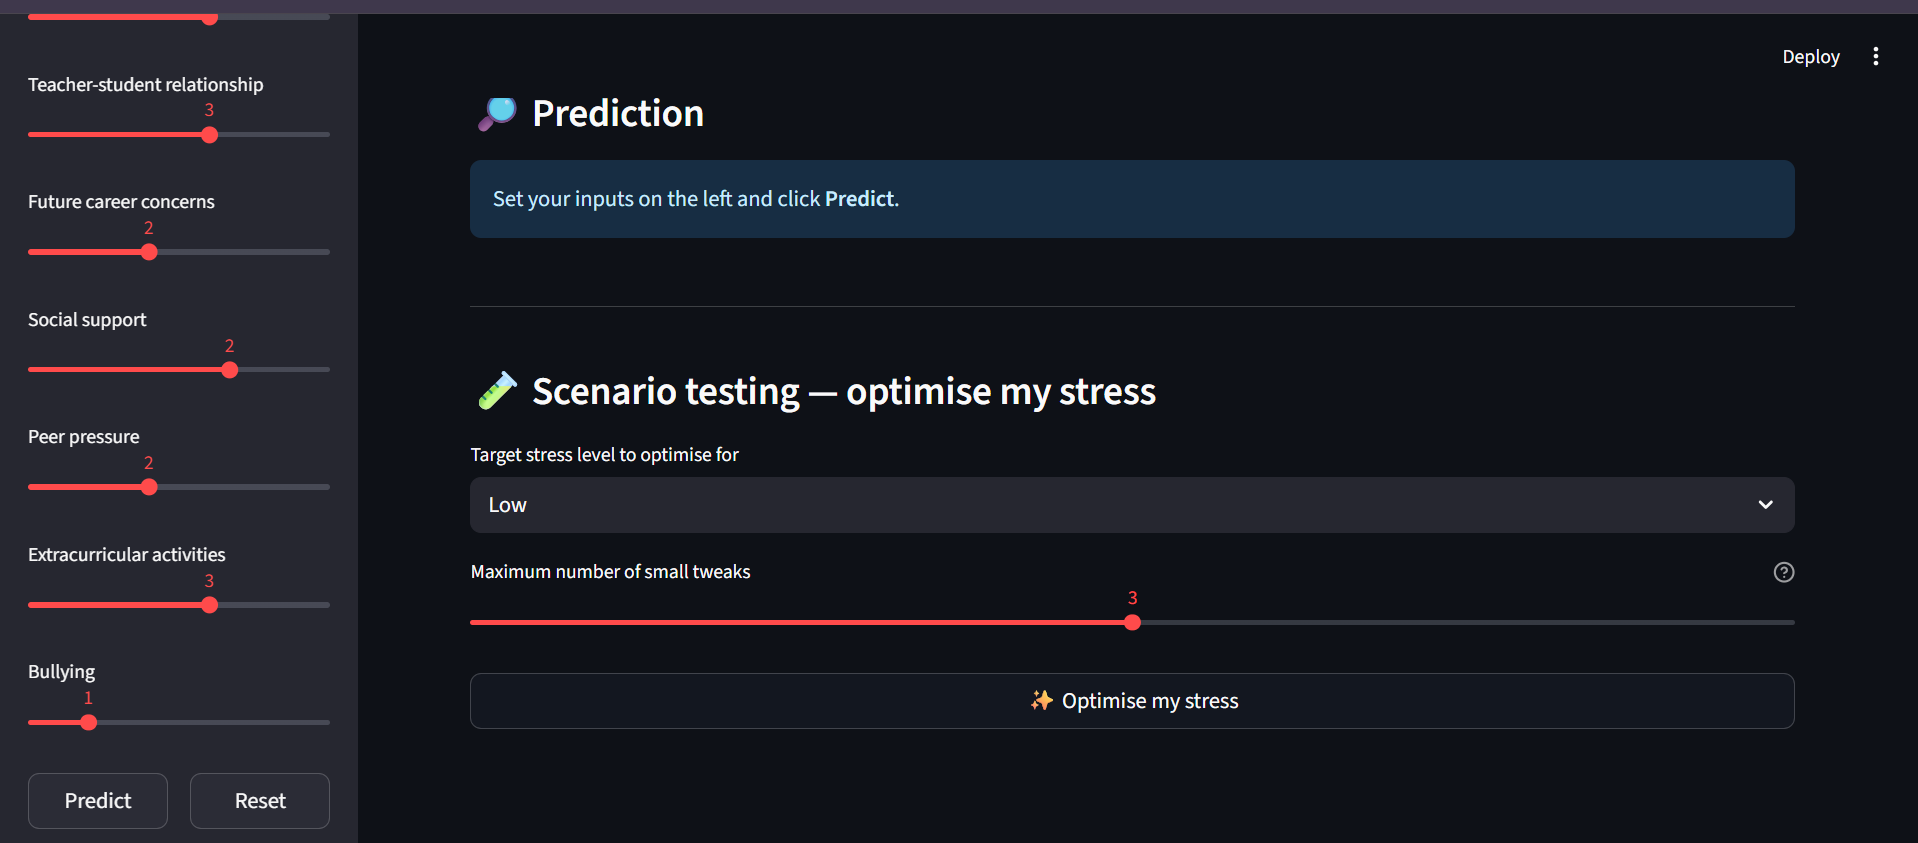 Teacher-student relationship
3
Future career concerns
2
Social support
2
Peer pressure
2
Extracurricular activities
3
Bullying
1
Predict Reset
Deploy
Prediction
Set your inputs on the left and click Predict.
Scenario testing — optimise my stress
Target stress level to optimise for
Low
Maximum number of small tweaks
3
✨ Optimise my stress